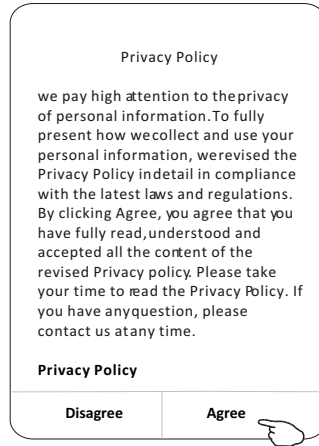 Privacy Policy
we pay high attention to theprivacy
of personal information.To fully
present how wecollect and use your
personal information, werevised the
Privacy Policy indetail in compliance
with the latest laws and regulations.
By clicking Agree, you agree that you
have fully read,understood and
accepted all the content of the
revised Privacy policy. Please take
your time to read the Privacy Policy. If
you have anyquestion, please
contact us atany time.
Privacy Policy
Disagree Agree